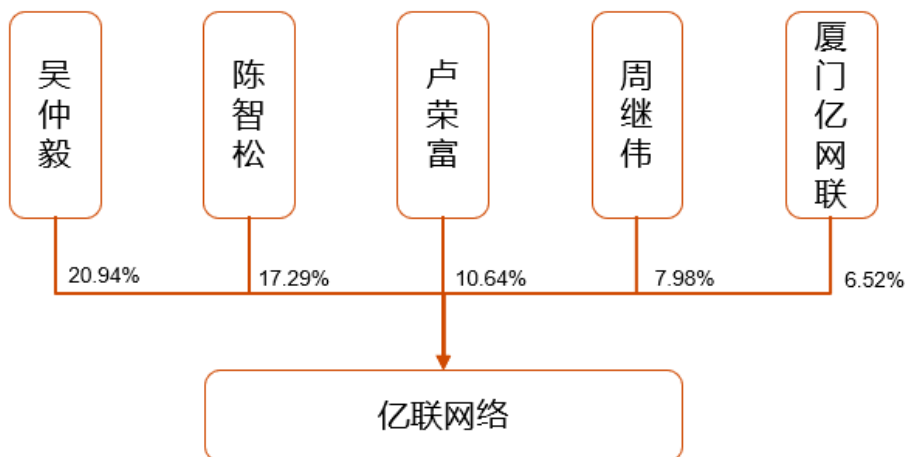 吴仲毅
陈智松
卢荣富
周继伟
厦门亿网联
20.94%
17.29%
10.64%
7.98%
6.52%
亿联网络